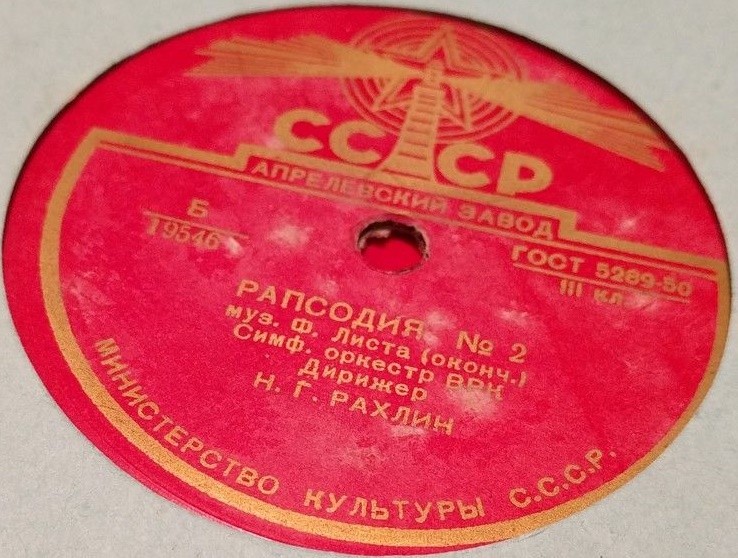 СССР
АПРЕЛЕВСКИЙ ЗАВОД
Б
19546
ГОСТ 5289-50
III кл.
РАПСОДИЯ № 2
муз. Ф. Листа (оконч.)
Симф. оркестр ВРК
Дирижер
Н. Г. РАХЛИН
МИНИСТЕРСТВО КУЛЬТУРЫ С.С.С.Р.